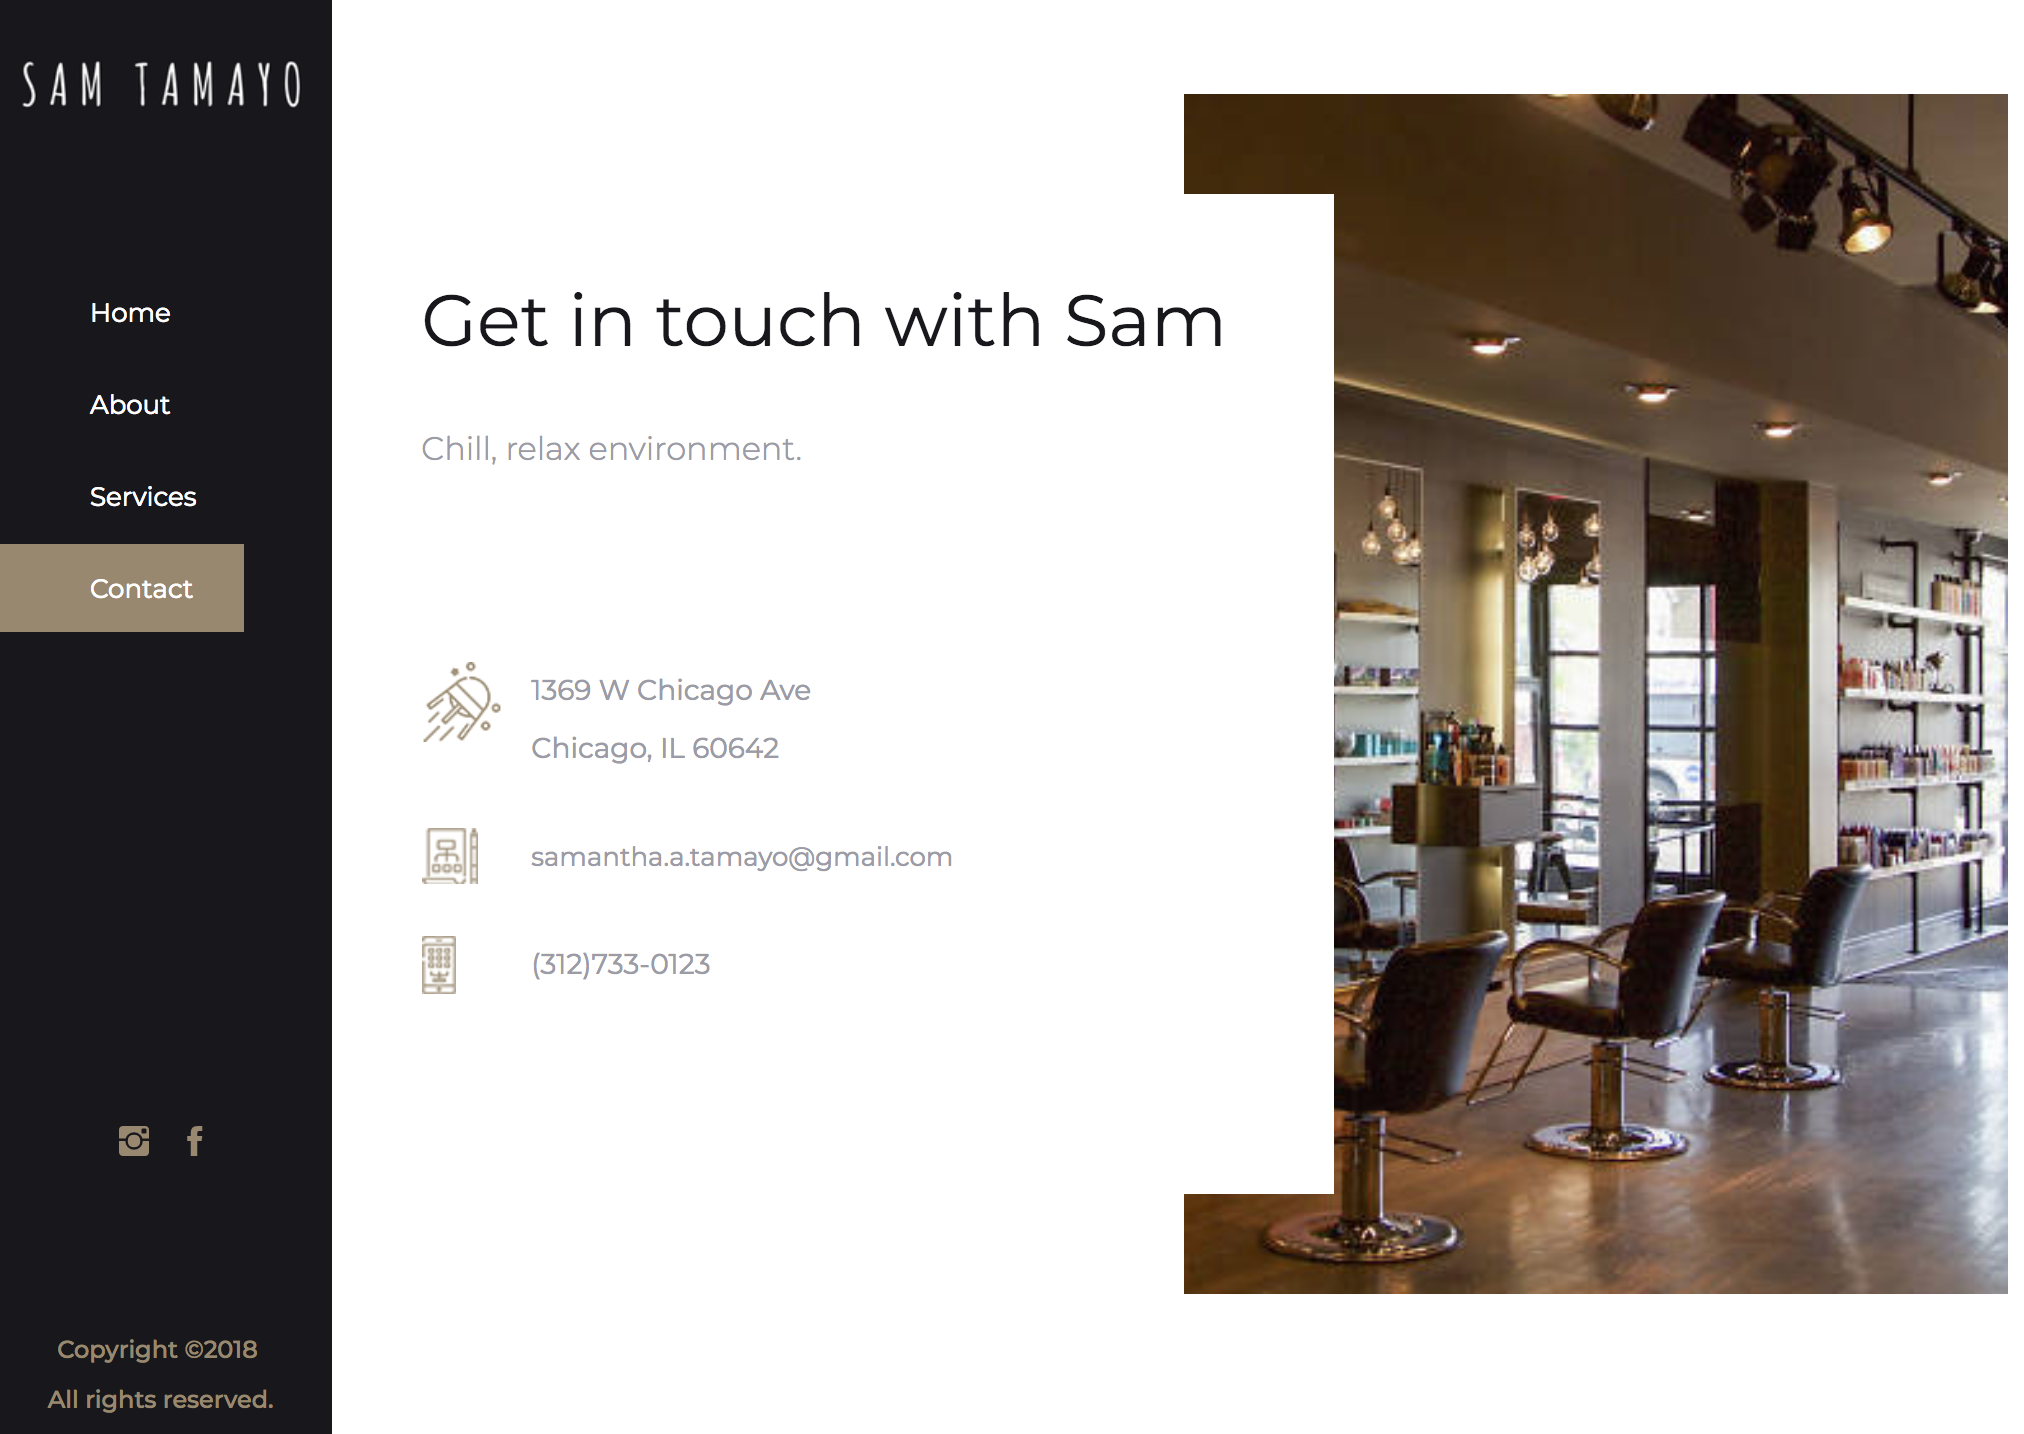 SAM TAMAYO
Home
About
Services
Contact
Copyright ©2018
All rights reserved.
Get in touch with Sam
Chill, relax environment.
1369 W Chicago Ave
Chicago, IL 60642
samantha.a.tamayo@gmail.com
(312)733-0123